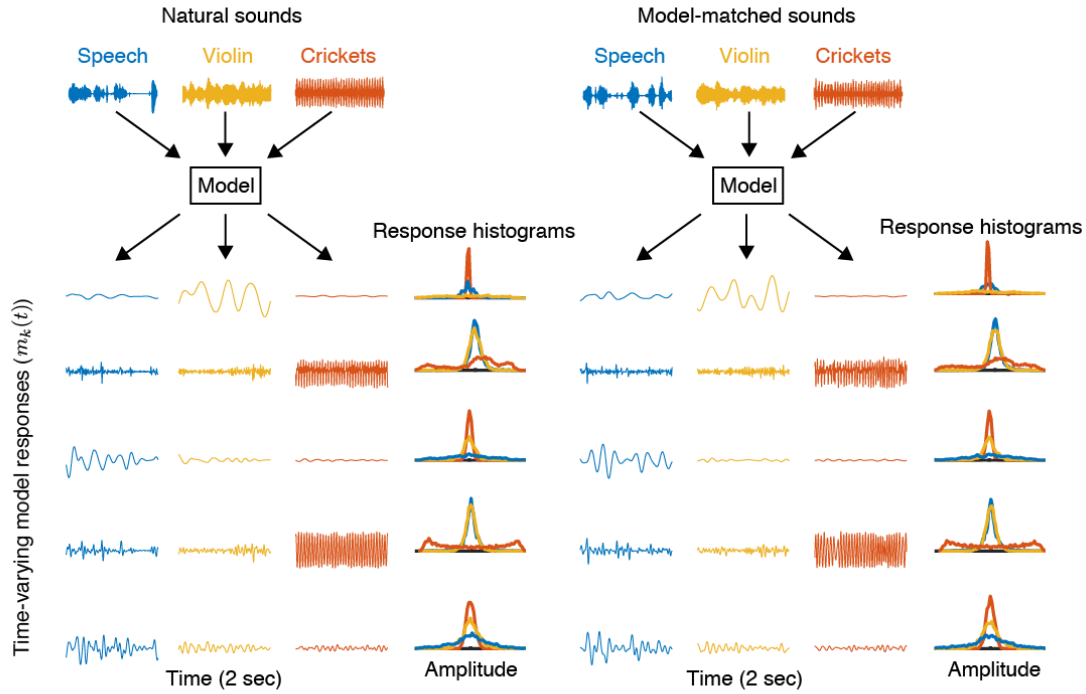 Natural sounds
Model-matched sounds
Speech
Violin
Crickets
Speech
Violin
Crickets
Model
Model
Response histograms
Response histograms
Time-varying model responses (m_k(t))
Time (2 sec)
Amplitude
Time (2 sec)
Amplitude